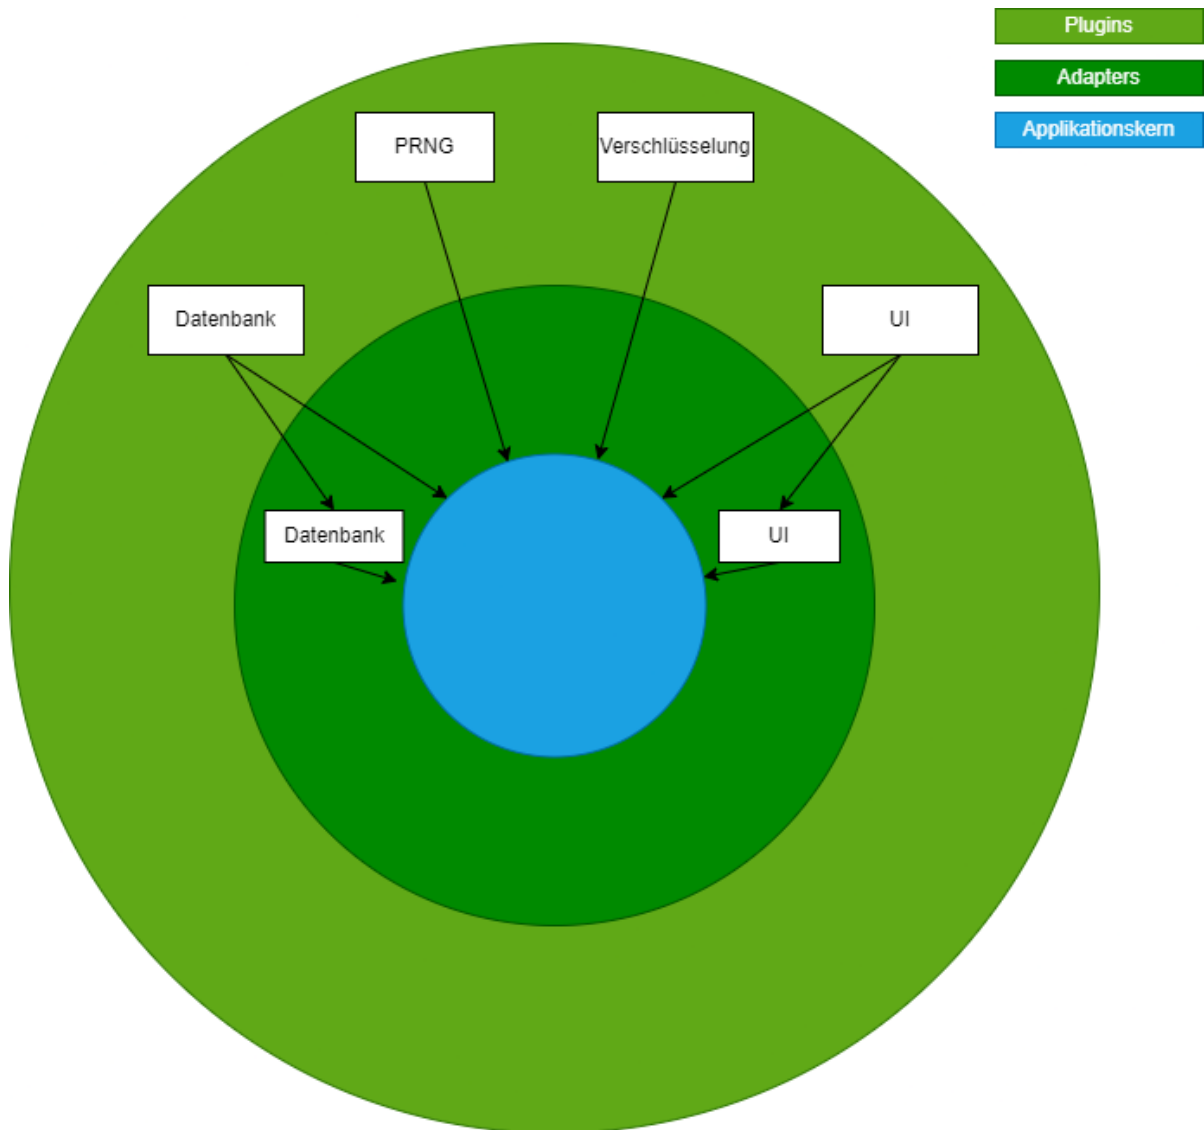 Plugins
Adapters
Applikationskern
PRNG
Verschlüsselung
Datenbank
UI
Datenbank
UI